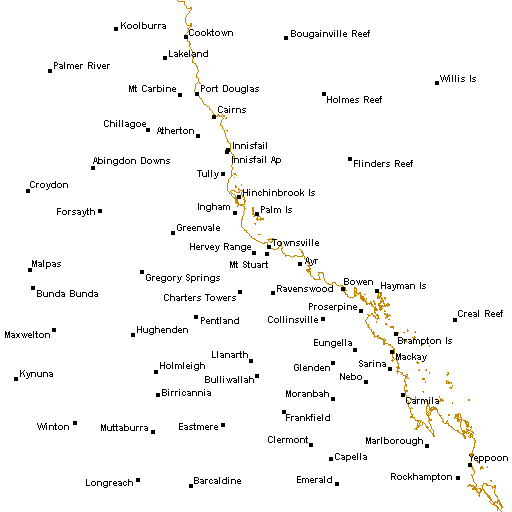 Koolburra
Cooktown
Bougainville Reef
Lakeland
Palmer River
Willis Is
Mt Carbine
Port Douglas
Holmes Reef
Cairns
Chillagoe
Atherton
Innisfail
Innisfail Ap
Abingdon Downs
Flinders Reef
Tully
Croydon
Hinchinbrook Is
Forsayth
Ingham
Palm Is
Greenvale
Hervey Range
Townsville
Mt Stuart
Ayr
Malpas
Gregory Springs
Bunda Bunda
Charters Towers
Ravenswood
Bowen
Hayman Is
Proserpine
Pentland
Collinsville
Creal Reef
Maxwelton
Hughenden
Brampton Is
Eungella
Mackay
Llanarth
Holmleigh
Glenden
Sarina
Kynuna
Bulliwallah
Nebo
Birricannia
Moranbah
Carmila
Frankfield
Winton
Muttaburra
Eastmere
Clermont
Marlborough
Capella
Yeppoon
Longreach
Barcaldine
Emerald
Rockhampton